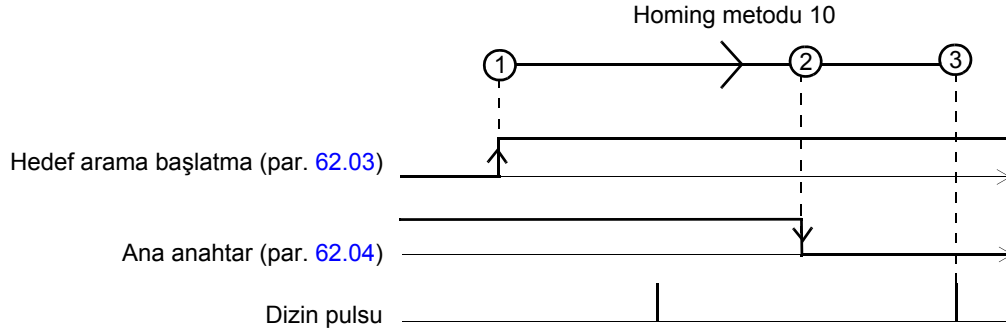 Homing metodu 10
1 2 3
Hedef arama başlatma (par. 62.03)
Ana anahtar (par. 62.04)
Dizin pulsu